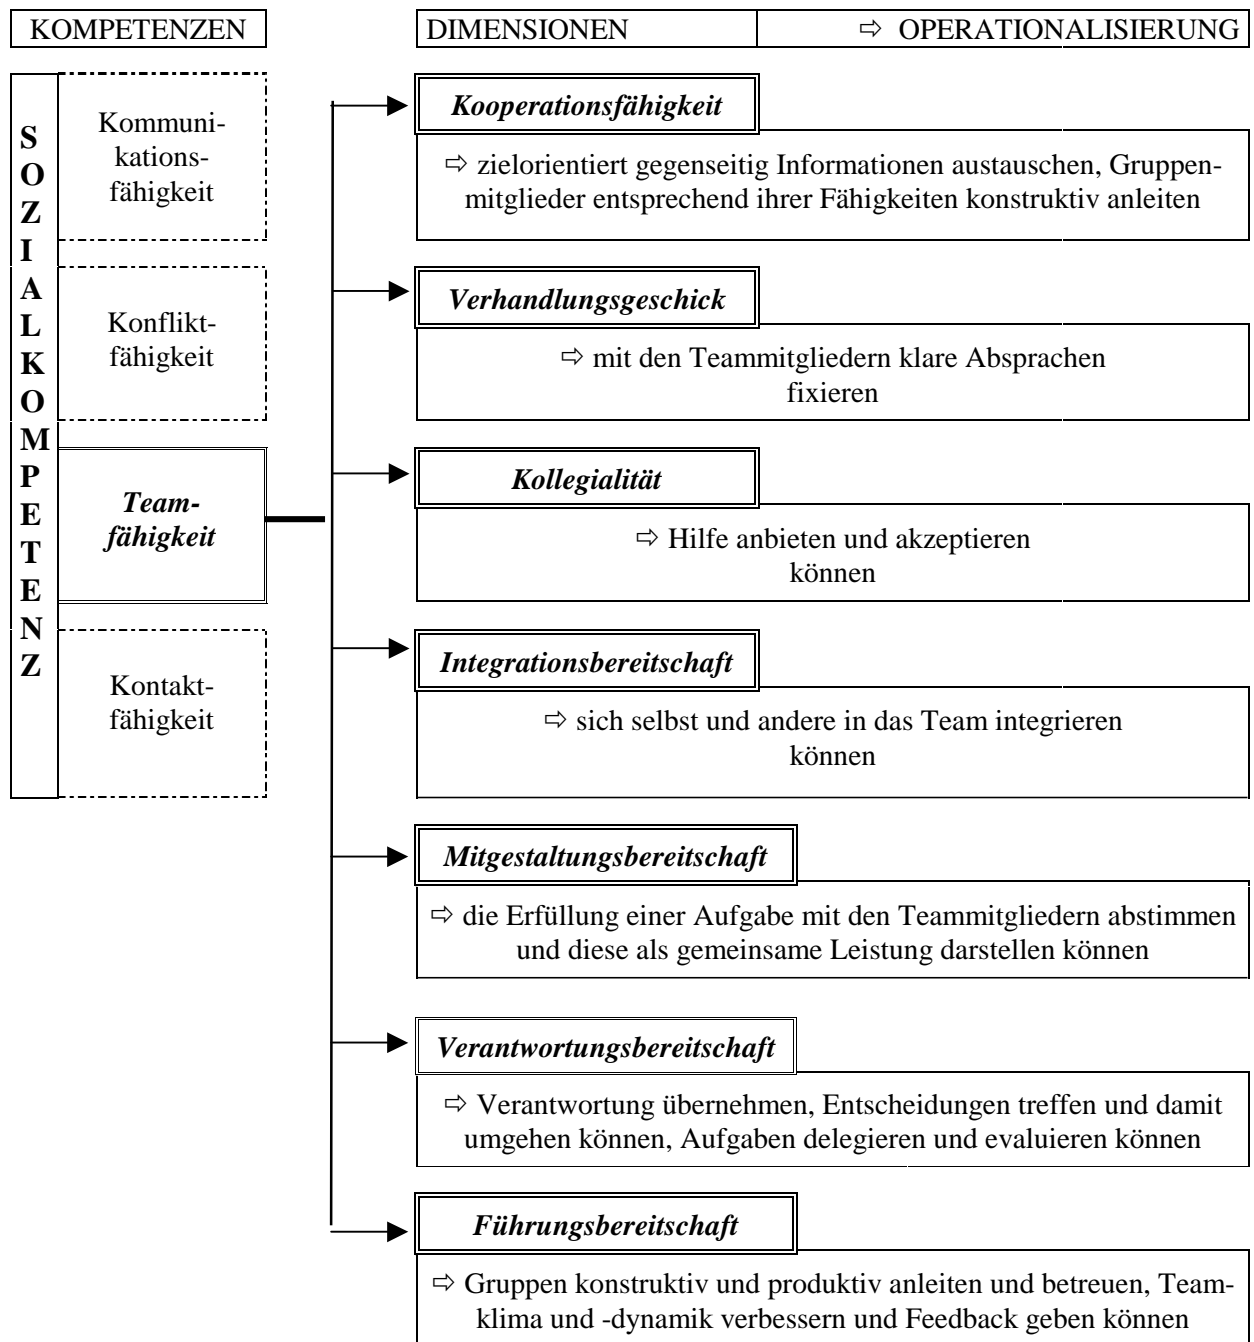 KOMPETENZEN
DIMENSIONEN
⇨ OPERATIONALISIERUNG
SOZIALKOMPETENZ
Kommuni-
kations-
fähigkeit
Konflikt-
fähigkeit
Team-
fähigkeit
Kontakt-
fähigkeit
Kooperationsfähigkeit
⇨ zielorientiert gegenseitig Informationen austauschen, Gruppen-
mitglieder entsprechend ihrer Fähigkeiten konstruktiv anleiten
Verhandlungsgeschick
⇨ mit den Teammitgliedern klare Absprachen
fixieren
Kollegialität
⇨ Hilfe anbieten und akzeptieren
können
Integrationsbereitschaft
⇨ sich selbst und andere in das Team integrieren
können
Mitgestaltungsbereitschaft
⇨ die Erfüllung einer Aufgabe mit den Teammitgliedern abstimmen
und diese als gemeinsame Leistung darstellen können
Verantwortungsbereitschaft
⇨ Verantwortung übernehmen, Entscheidungen treffen und damit
umgehen können, Aufgaben delegieren und evaluieren können
Führungsbereitschaft
⇨ Gruppen konstruktiv und produktiv anleiten und betreuen, Team-
klima und -dynamik verbessern und Feedback geben können